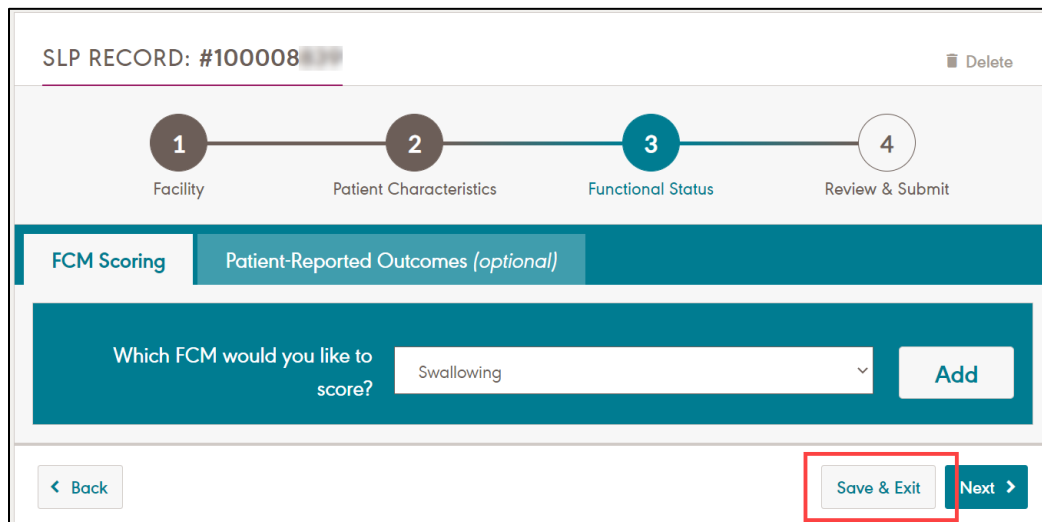 SLP RECORD: #100008
Delete
1
2
3
4
Facility
Patient Characteristics
Functional Status
Review & Submit
FCM Scoring
Patient-Reported Outcomes (optional)
Which FCM would you like to
score?
Swallowing
Add
Back
Save & Exit
Next